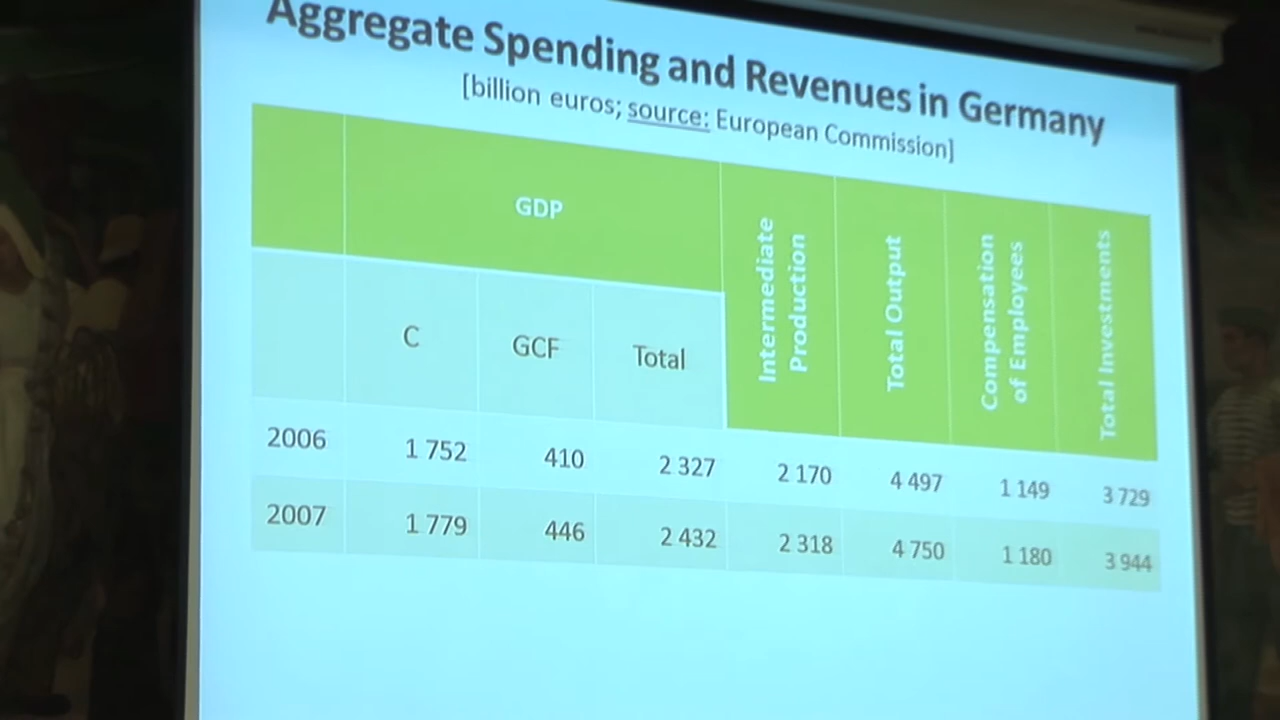 Aggregate Spending and Revenues in Germany
[billion euros; source: European Commission]
GDP
Intermediate
Production
Total Output
Compensation
of Employees
Total Investments
C GCF Total
2006 1 752 410 2 327 2 170 4 497 1 149 3 729
2007 1 779 446 2 432 2 318 4 750 1 180 3 944